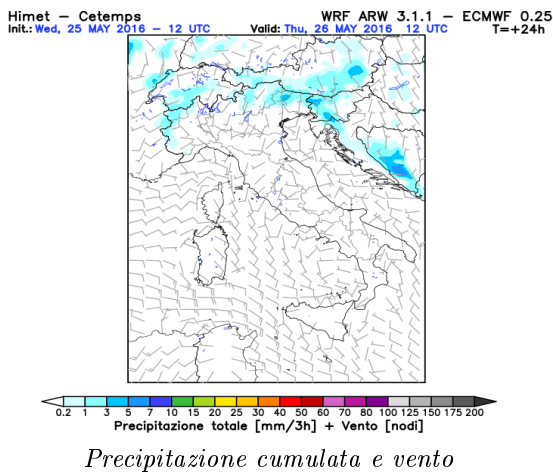 Himet – Cetemps WRF ARW 3.1.1 – ECMWF 0.25
Init.: Wed, 25 MAY 2016 – 12 UTC Valid: Thu, 26 MAY 2016 12 UTC T=+24h
0.2 1 3 5 7 10 15 20 25 30 40 50 60 70 80 100 125 150 175 200
Precipitazione totale [mm/3h] + Vento [nodi]
Precipitazione cumulata e vento